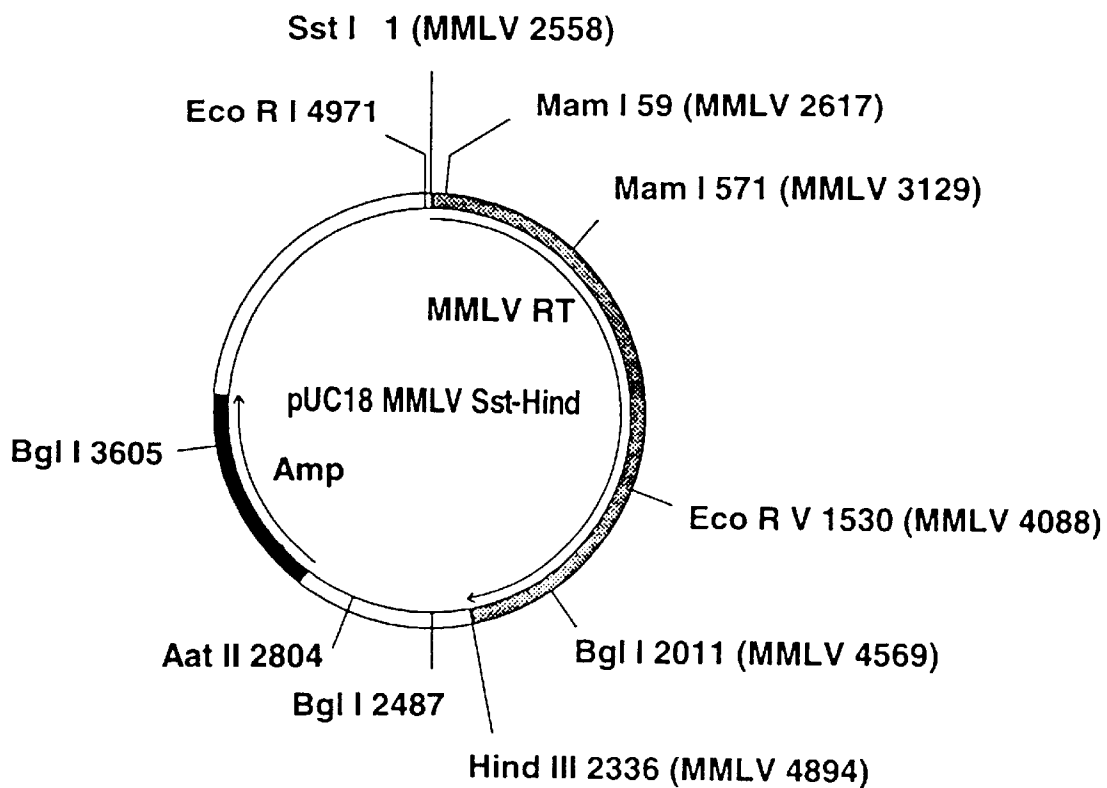 Sst I 1 (MMLV 2558)
Eco R I 4971
Mam I 59 (MMLV 2617)
Mam I 571 (MMLV 3129)
MMLV RT
pUC18 MMLV Sst-Hind
Bgl I 3605
Amp
Eco R V 1530 (MMLV 4088)
Aat II 2804
Bgl I 2011 (MMLV 4569)
Bgl I 2487
Hind III 2336 (MMLV 4894)